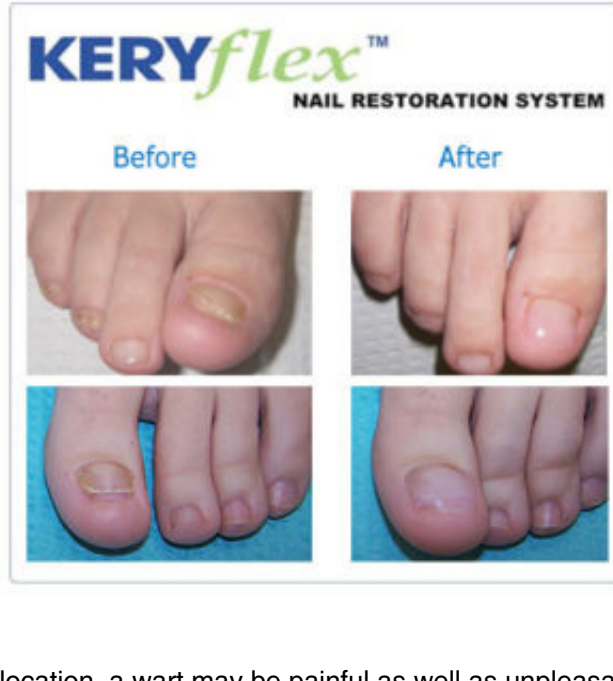 KERYflex™
NAIL RESTORATION SYSTEM
Before
After
location, a wart may be painful as well as